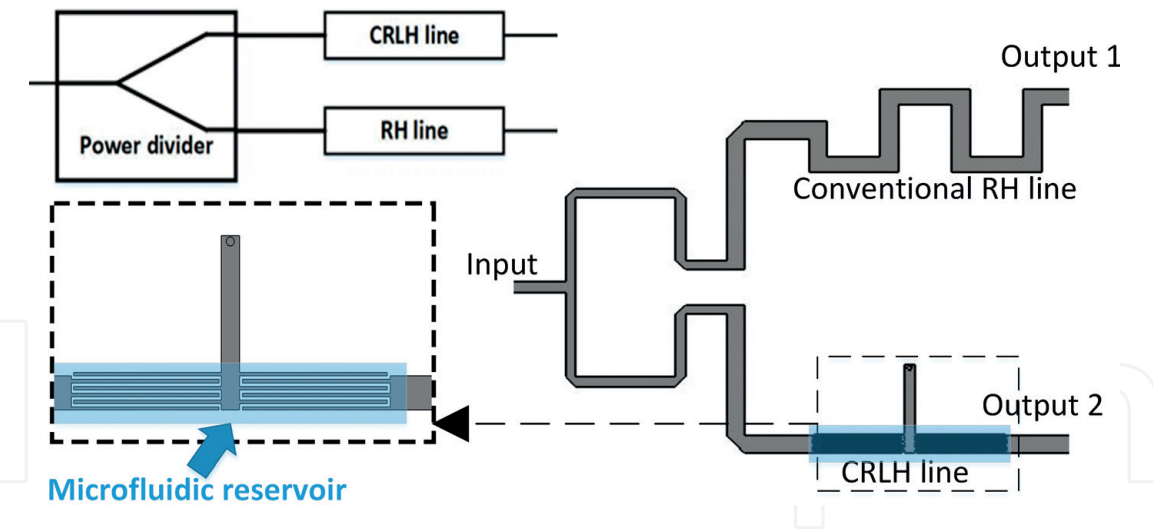 CRLH line
RH line
Power divider
Output 1
Conventional RH line
Input
Output 2
CRLH line
Microfluidic reservoir